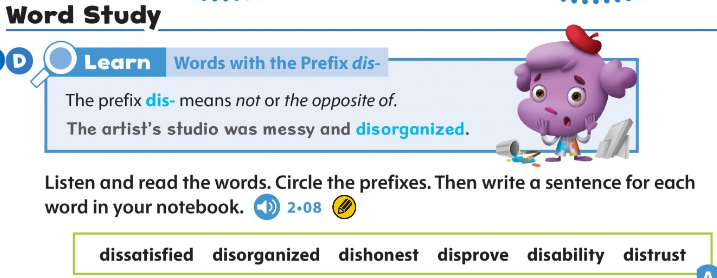 Word Study
D Learn Words with the Prefix dis-
The prefix dis- means not or the opposite of.
The artist's studio was messy and disorganized.
Listen and read the words. Circle the prefixes. Then write a sentence for each
word in your notebook. 2•08
dissatisfied disorganized dishonest disprove disability distrust
A